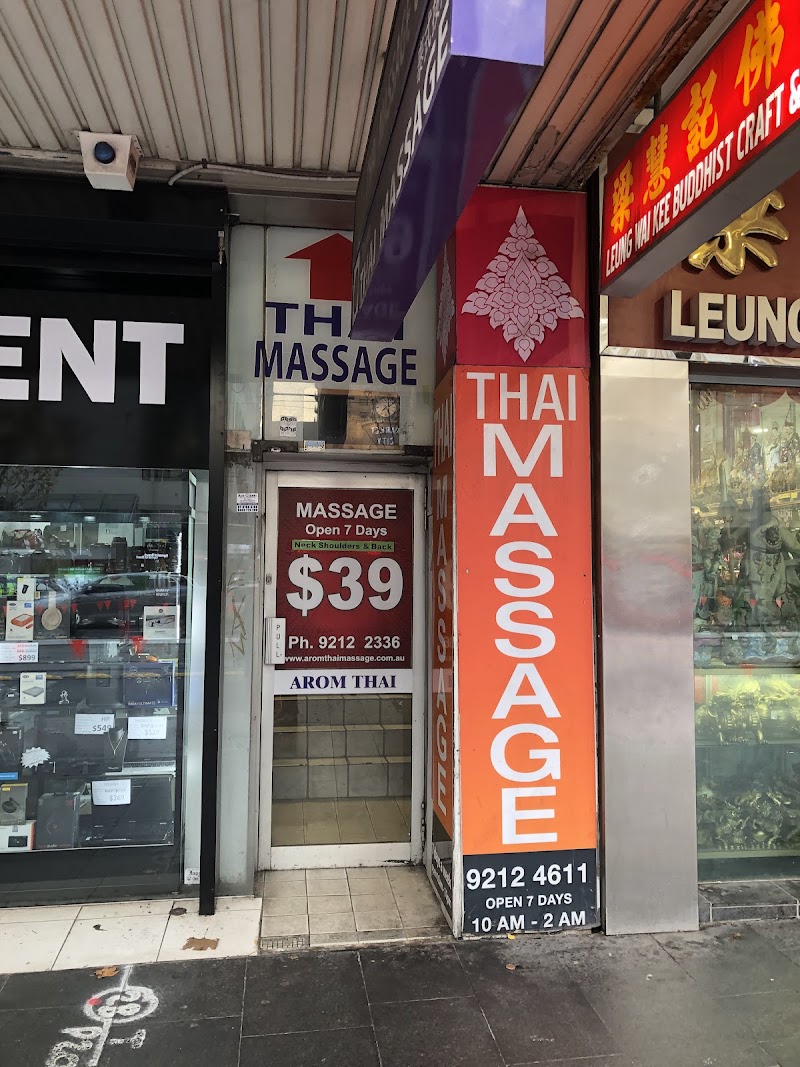 ENT
$899
$549
THAI MASSAGE
THAI
MASSAGE
MASSAGE
Open 7 Days
Neck Shoulders & Back
$39
PULL
Ph. 9212 2336
www.aromthaimassage.com.au
AROM THAI
THAI
MASSAGE
THAI
MASSAGE
9212 4611
OPEN 7 DAYS
10 AM - 2 AM
梁慧記佛
LEUNG WAI KEE BUDDHIST CRAFT &
LEUNG